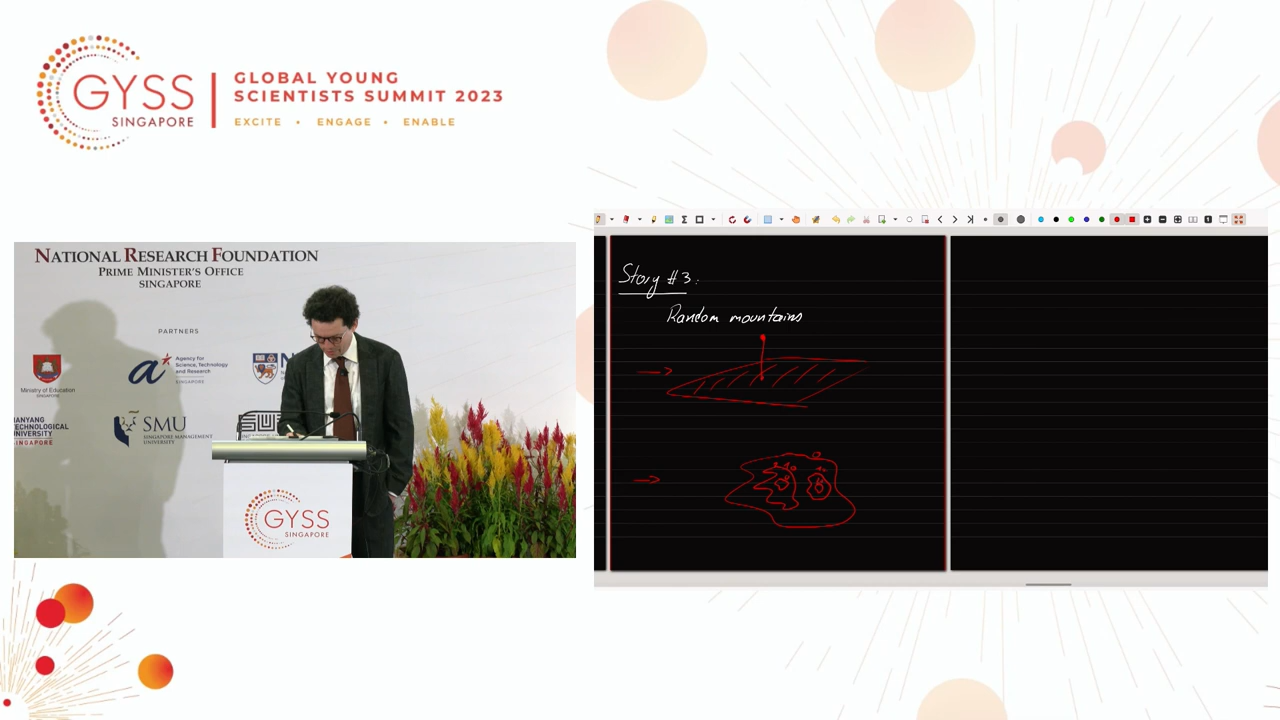 GYSS
SINGAPORE
GLOBAL YOUNG
SCIENTISTS SUMMIT 2023
EXCITE • ENGAGE • ENABLE
NATIONAL RESEARCH FOUNDATION
PRIME MINISTER'S OFFICE
SINGAPORE
PARTNERS
Ministry of Education
SINGAPORE
Agency for
Science, Technology
and Research
SINGAPORE
N
ANYANG
TECHNOLOGICAL
UNIVERSITY
SINGAPORE
SMU
SINGAPORE MANAGEMENT
UNIVERSITY
GYSS
SINGAPORE
Story #3:
Random mountains